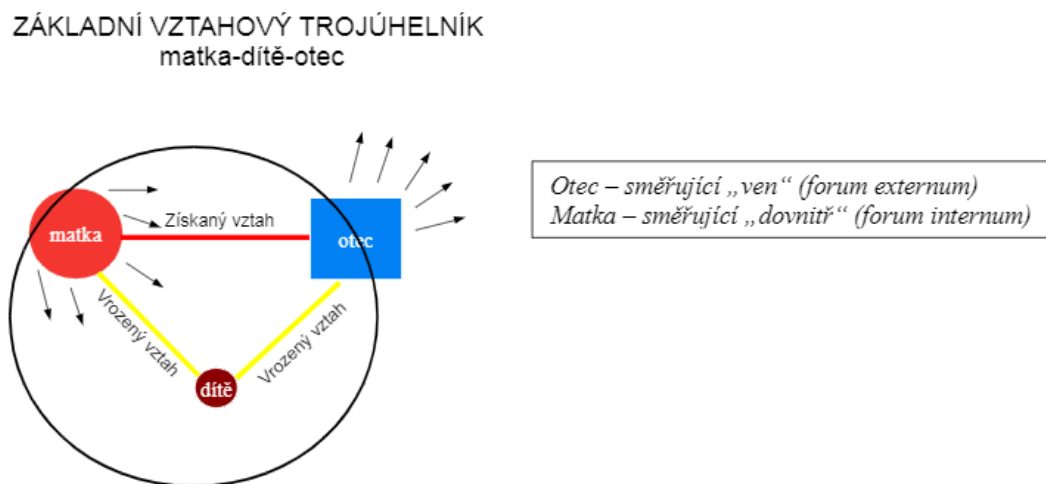 ZÁKLADNÍ VZTAHOVÝ TROJÚHELNÍK
matka-dítě-otec
Otec – směřující „ven“ (forum externum)
Matka – směřující „dovnitř“ (forum internum)
Získaný vztah
matka
otec
Vrozený vztah
Vrozený vztah
dítě